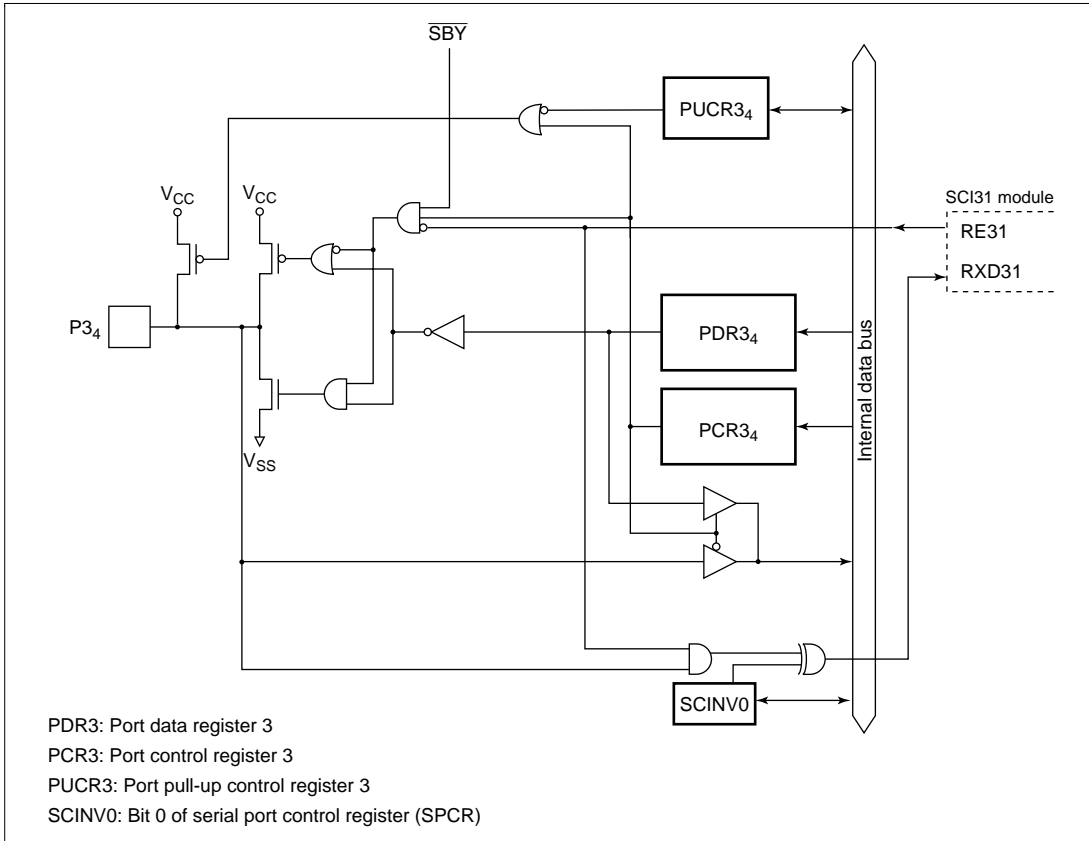 SBY
PUCR3₄
V_CC
V_CC
SCI31 module
RE31
RXD31
P3₄
PDR3₄
PCR3₄
Internal data bus
V_SS
SCINV0
PDR3: Port data register 3
PCR3: Port control register 3
PUCR3: Port pull-up control register 3
SCINV0: Bit 0 of serial port control register (SPCR)